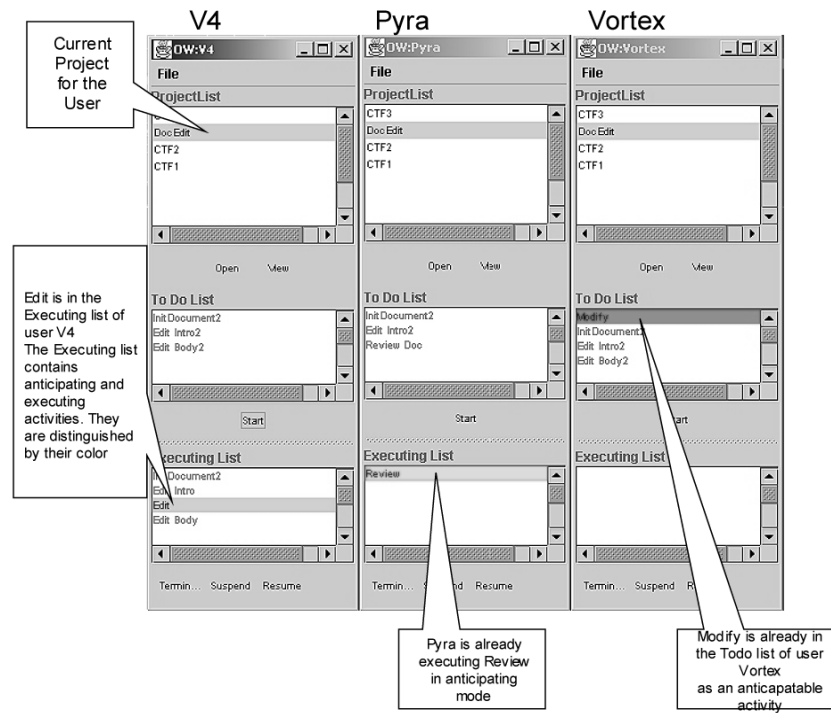 V4
Pyra
Vortex
Current
Project
for the
User
OW:V4
File
ProjectList
Doc Edit
CTF2
CTF1
Open View
To Do List
Init Document2
Edit Intro2
Edit Body2
Start
Executing List
Init Document2
Edit Intro
Edit
Edit Body
Termin... Suspend Resume
OW:Pyra
File
ProjectList
CTF3
Doc Edit
CTF2
CTF1
Open View
To Do List
Init Document2
Edit Intro2
Review Doc
Start
Executing List
Review
Termin... Suspend Resume
OW:Vortex
File
ProjectList
CTF3
Doc Edit
CTF2
CTF1
Open View
To Do List
Modify
Init Document2
Edit Intro2
Edit Body2
Start
Executing List
Termin... Suspend
Edit is in the
Executing list of
user V4
The Executing list
contains
anticipating and
executing
activities. They
are distinguished
by their color
Pyra is already
executing Review
in anticipating
mode
Modify is already in
the Todo list of user
Vortex
as an anticapatable
activity